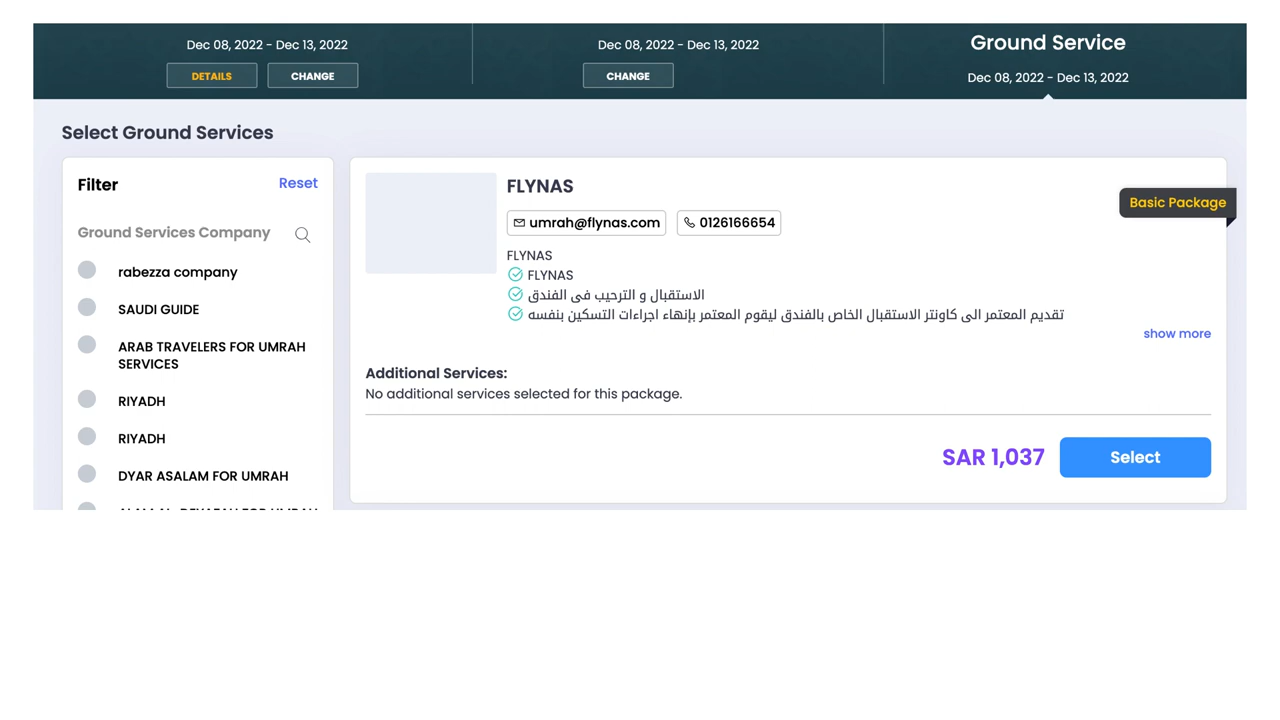 Dec 08, 2022 - Dec 13, 2022
DETAILS
CHANGE
Dec 08, 2022 - Dec 13, 2022
CHANGE
Ground Service
Dec 08, 2022 - Dec 13, 2022
Select Ground Services
Filter
Reset
Ground Services Company
rabezza company
SAUDI GUIDE
ARAB TRAVELERS FOR UMRAH
SERVICES
RIYADH
RIYADH
DYAR ASALAM FOR UMRAH
FLYNAS
Basic Package
umrah@flynas.com
0126166654
FLYNAS
FLYNAS
الاستقبال و الترحيب فى الفندق
تقديم المعتمر الى كاونتر الاستقبال الخاص بالفندق ليقوم المعتمر بإنهاء اجراءات التسكين بنفسه
show more
Additional Services:
No additional services selected for this package.
SAR 1,037
Select